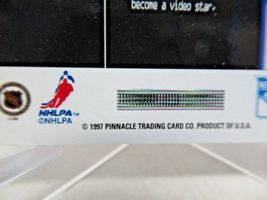 become a video star.
NHLPA
©NHLPA
© 1997 PINNACLE TRADING CARD CO. PRODUCT OF U.S.A.